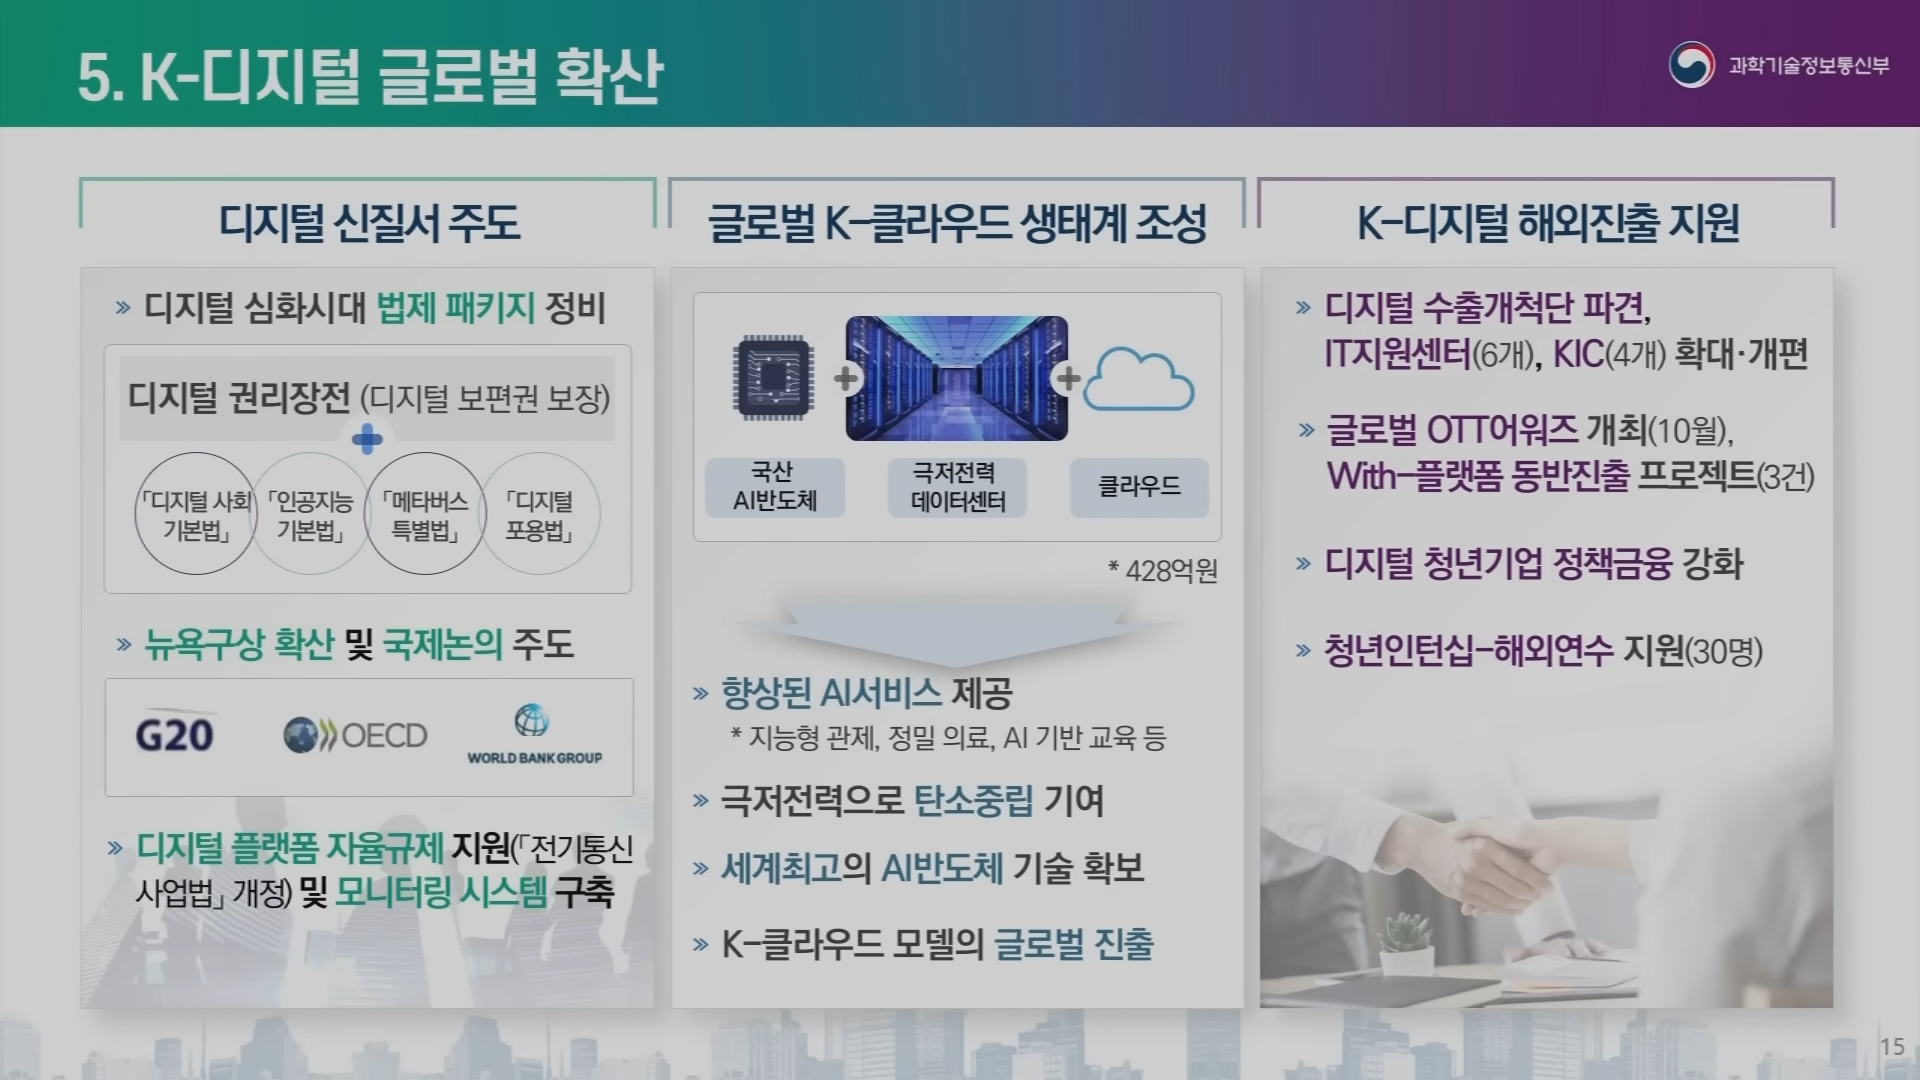 5. K-디지털 글로벌 확산
과학기술정보통신부
디지털 신질서 주도
» 디지털 심화시대 법제 패키지 정비
디지털 권리장전 (디지털 보편권 보장)
「디지털 사회
기본법」
「인공지능
기본법」
「메타버스
특별법」
「디지털
포용법」
» 뉴욕구상 확산 및 국제논의 주도
G20
OECD
WORLD BANK GROUP
» 디지털 플랫폼 자율규제 지원(「전기통신
사업법」 개정) 및 모니터링 시스템 구축
글로벌 K-클라우드 생태계 조성
국산
AI반도체
극저전력
데이터센터
클라우드
* 428억원
» 향상된 AI서비스 제공
* 지능형 관제, 정밀 의료, AI 기반 교육 등
» 극저전력으로 탄소중립 기여
» 세계최고의 AI반도체 기술 확보
» K-클라우드 모델의 글로벌 진출
K-디지털 해외진출 지원
» 디지털 수출개척단 파견,
IT지원센터(6개), KIC(4개) 확대·개편
» 글로벌 OTT어워즈 개최(10월),
With-플랫폼 동반진출 프로젝트(3건)
» 디지털 청년기업 정책금융 강화
» 청년인턴십-해외연수 지원(30명)
15